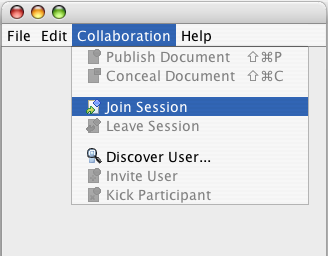 File Edit Collaboration Help
Publish Document ⇧⌘P
Conceal Document ⇧⌘C
Join Session
Leave Session
Discover User...
Invite User
Kick Participant